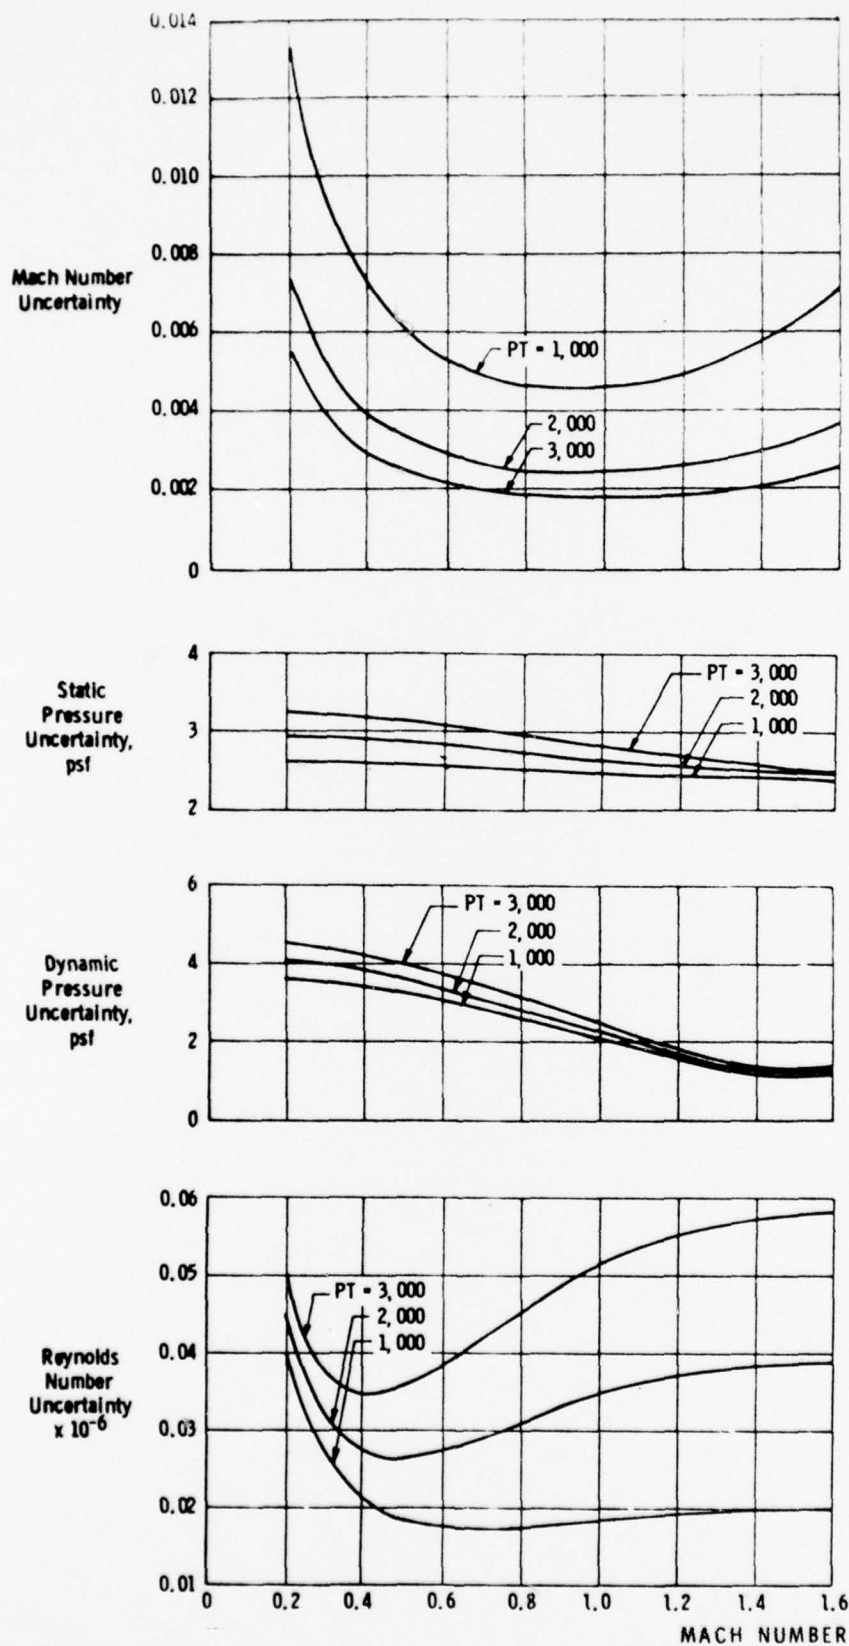 0.014
0.012
0.010
0.008
Mach Number
Uncertainty
0.006
PT = 1,000
0.004
2,000
3,000
0.002
0
4
Static
Pressure
Uncertainty,
psf
PT = 3,000
2,000
1,000
3
2
6
PT = 3,000
2,000
1,000
Dynamic
Pressure
Uncertainty,
psf
4
2
0
0.06
0.05
PT = 3,000
2,000
1,000
0.04
Reynolds
Number
Uncertainty
x 10-6
0.03
0.02
0.01
0 0.2 0.4 0.6 0.8 1.0 1.2 1.4 1.6
MACH NUMBER